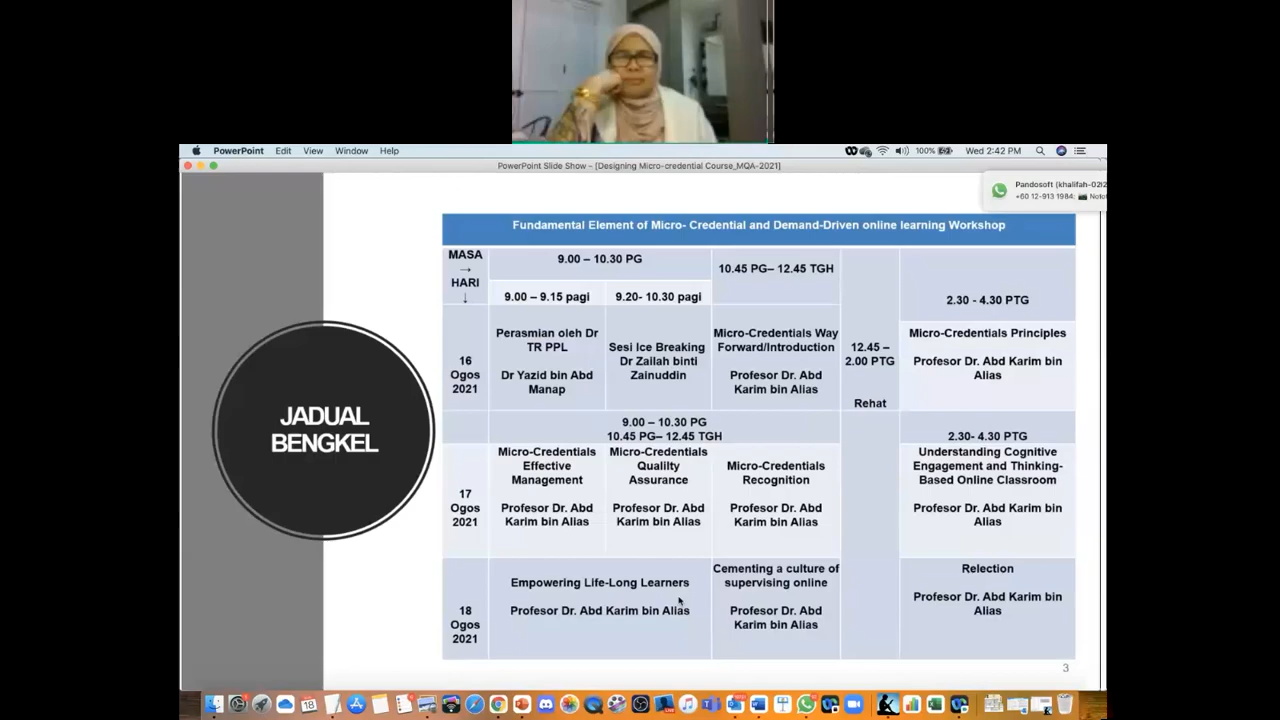 PowerPoint Edit View Window Help
100% Wed 2:42 PM
PowerPoint Slide Show - [Designing Micro-credential Course_MQA-2021]
Pandosoft
+60 12-913 1984:
Fundamental Element of Micro- Credential and Demand-Driven online learning Workshop
MASA
→
HARI
↓
9.00 – 10.30 PG
10.45 PG– 12.45 TGH
2.30 - 4.30 PTG
9.00 – 9.15 pagi
9.20- 10.30 pagi
16
Ogos
2021
Perasmian oleh Dr
TR PPL
Dr Yazid bin Abd
Manap
Sesi Ice Breaking
Dr Zailah binti
Zainuddin
Micro-Credentials Way
Forward/Introduction
Profesor Dr. Abd
Karim bin Alias
12.45 –
2.00 PTG
Rehat
Micro-Credentials Principles
Profesor Dr. Abd Karim bin
Alias
JADUAL
BENGKEL
9.00 – 10.30 PG
10.45 PG– 12.45 TGH
2.30- 4.30 PTG
17
Ogos
2021
Micro-Credentials
Effective
Management
Profesor Dr. Abd
Karim bin Alias
Micro-Credentials
Qualilty
Assurance
Profesor Dr. Abd
Karim bin Alias
Micro-Credentials
Recognition
Profesor Dr. Abd
Karim bin Alias
Understanding Cognitive
Engagement and Thinking-
Based Online Classroom
Profesor Dr. Abd Karim bin
Alias
18
Ogos
2021
Empowering Life-Long Learners
Profesor Dr. Abd Karim bin Alias
Cementing a culture of
supervising online
Profesor Dr. Abd
Karim bin Alias
Relection
Profesor Dr. Abd Karim bin
Alias
3
18